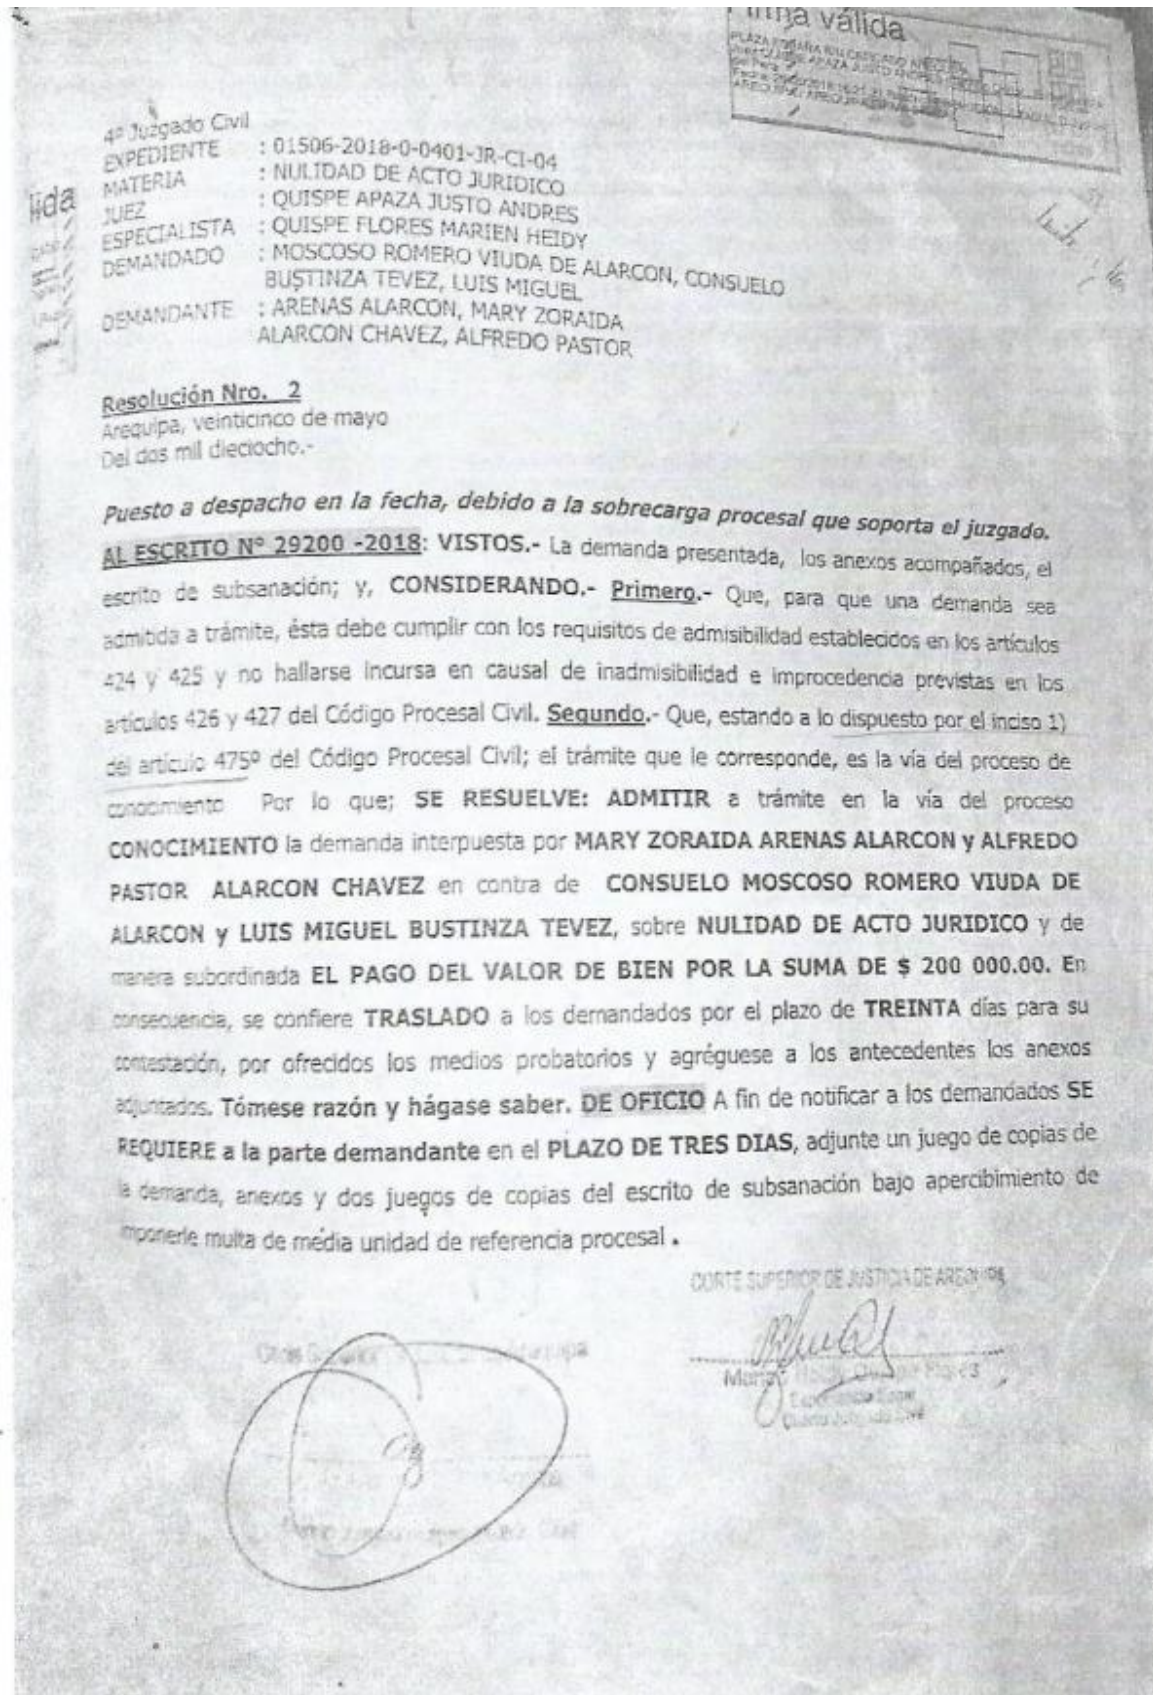 Firma válida
4º Juzgado Civil
EXPEDIENTE : 01506-2018-0-0401-JR-CI-04
MATERIA : NULIDAD DE ACTO JURIDICO
JUEZ : QUISPE APAZA JUSTO ANDRES
ESPECIALISTA : QUISPE FLORES MARIEN HEIDY
DEMANDADO : MOSCOSO ROMERO VIUDA DE ALARCON, CONSUELO
BUSTINZA TEVEZ, LUIS MIGUEL
DEMANDANTE : ARENAS ALARCON, MARY ZORAIDA
ALARCON CHAVEZ, ALFREDO PASTOR
lida
Resolución Nro. 2
Arequipa, veinticinco de mayo
Del dos mil dieciocho.-
Puesto a despacho en la fecha, debido a la sobrecarga procesal que soporta el juzgado.
AL ESCRITO Nº 29200 -2018: VISTOS.- La demanda presentada, los anexos acompañados, el
escrito de subsanación; y, CONSIDERANDO.- Primero.- Que, para que una demanda sea
admitida a trámite, ésta debe cumplir con los requisitos de admisibilidad establecidos en los artículos
424 y 425 y no hallarse incursa en causal de inadmisibilidad e improcedencia previstas en los
artículos 426 y 427 del Código Procesal Civil. Segundo.- Que, estando a lo dispuesto por el inciso 1)
del artículo 475º del Código Procesal Civil; el trámite que le corresponde, es la vía del proceso de
conocimiento Por lo que; SE RESUELVE: ADMITIR a trámite en la vía del proceso
CONOCIMIENTO la demanda interpuesta por MARY ZORAIDA ARENAS ALARCON y ALFREDO
PASTOR ALARCON CHAVEZ en contra de CONSUELO MOSCOSO ROMERO VIUDA DE
ALARCON y LUIS MIGUEL BUSTINZA TEVEZ, sobre NULIDAD DE ACTO JURIDICO y de
manera subordinada EL PAGO DEL VALOR DE BIEN POR LA SUMA DE $ 200 000.00. En
consecuencia, se confiere TRASLADO a los demandados por el plazo de TREINTA días para su
contestación, por ofrecidos los medios probatorios y agréguese a los antecedentes los anexos
adjuntados. Tómese razón y hágase saber. DE OFICIO A fin de notificar a los demandados SE
REQUIERE a la parte demandante en el PLAZO DE TRES DIAS, adjunte un juego de copias de
la demanda, anexos y dos juegos de copias del escrito de subsanación bajo apercibimiento de
imponerle multa de media unidad de referencia procesal .
CORTE SUPERIOR DE JUSTICIA DE AREQUIPA
Marien Heidy Quispe Flores
Especialista Legal
Cuarto Juzgado Civil